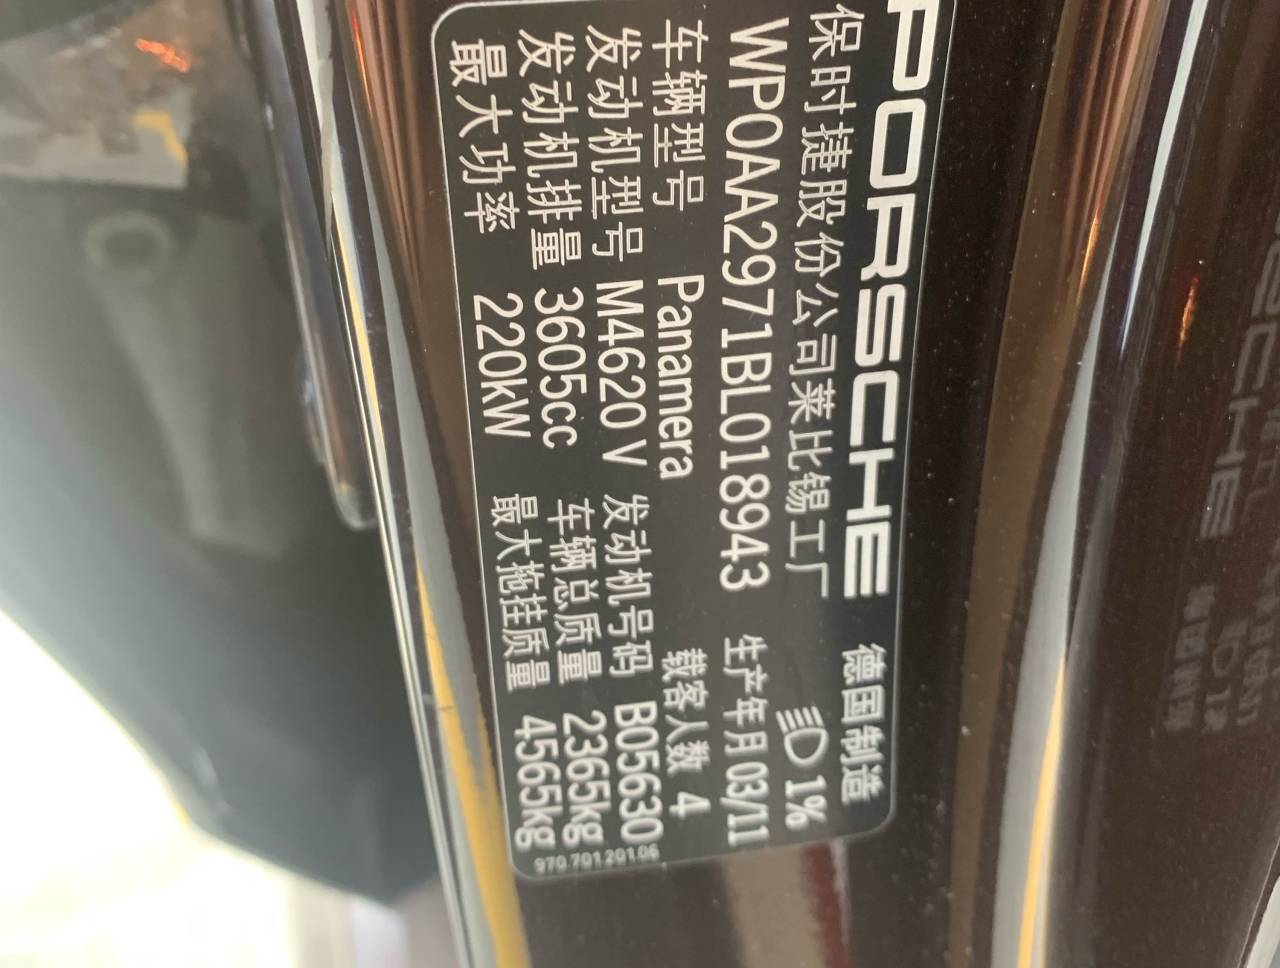 PORSCHE 德国制造
保时捷股份公司莱比锡工厂 1%
WP0AA2971BL018943 生产年月 03/11
车辆型号 Panamera 载客人数 4
发动机型号 M4620V 发动机号码 B05630
发动机排量 3605cc 车辆总质量 2365kg
最大功率 220kW 最大拖挂质量 4565kg
970.701.201.06